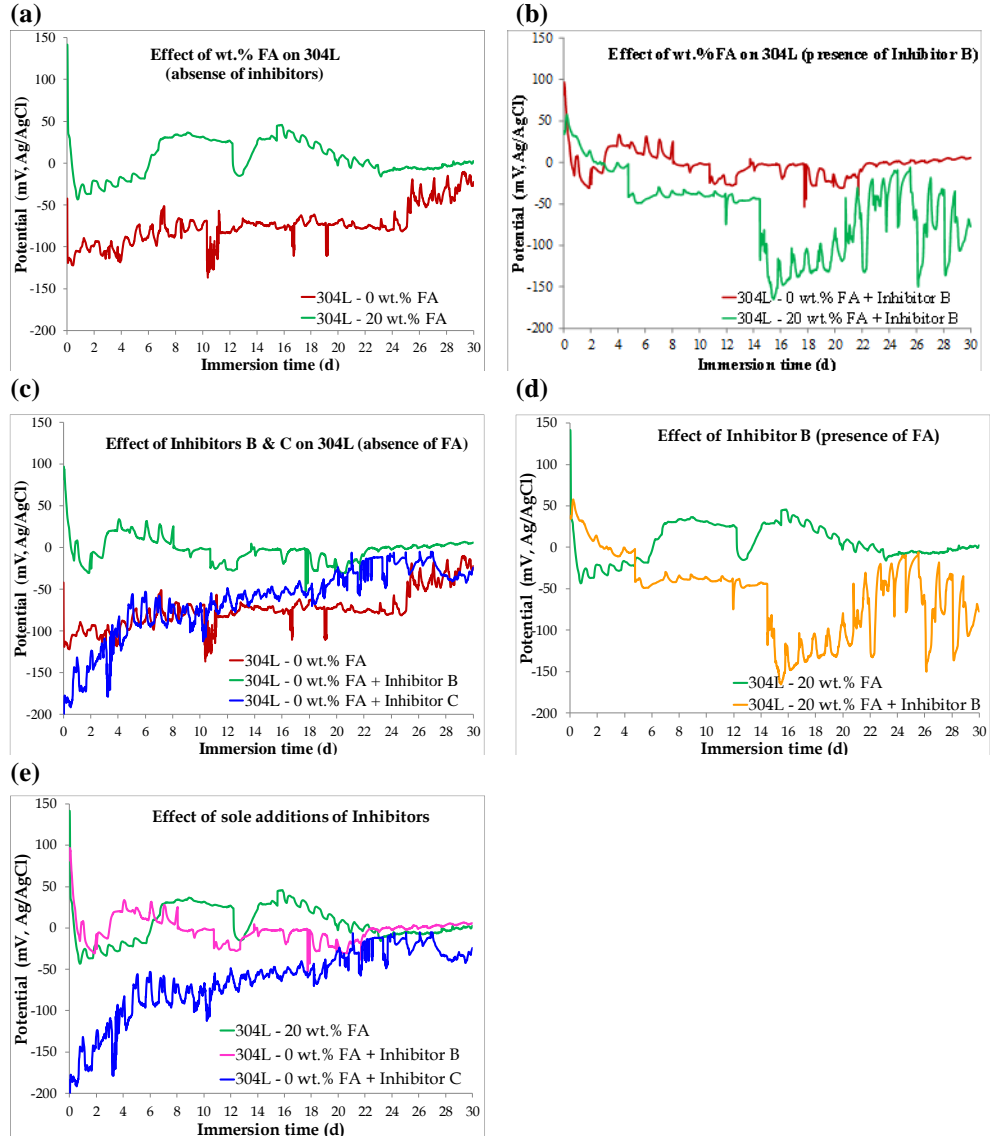 (a)
Effect of wt.% FA on 304L
(absense of inhibitors)
Potential (mV, Ag/AgCl)
150
100
50
0
-50
-100
-150
-200
304L - 0 wt.% FA
304L - 20 wt.% FA
0 2 4 6 8 10 12 14 16 18 20 22 24 26 28 30
Immersion time (d)
(b)
Effect of wt.% FA on 304L (presence of Inhibitor B)
Potential (mV, Ag/AgCl)
150
100
50
0
-50
-100
-150
-200
304L - 0 wt.% FA + Inhibitor B
304L - 20 wt.% FA + Inhibitor B
0 2 4 6 8 10 12 14 16 18 20 22 24 26 28 30
Immersion time (d)
(c)
Effect of Inhibitors B & C on 304L (absence of FA)
Potential (mV, Ag/AgCl)
150
100
50
0
-50
-100
-150
-200
304L - 0 wt.% FA
304L - 0 wt.% FA + Inhibitor B
304L - 0 wt.% FA + Inhibitor C
0 2 4 6 8 10 12 14 16 18 20 22 24 26 28 30
Immersion time (d)
(d)
Effect of Inhibitor B (presence of FA)
Potential (mV, Ag/AgCl)
150
100
50
0
-50
-100
-150
-200
304L - 20 wt.% FA
304L - 20 wt.% FA + Inhibitor B
0 2 4 6 8 10 12 14 16 18 20 22 24 26 28 30
Immersion time (d)
(e)
Effect of sole additions of Inhibitors
Potential (mV, Ag/AgCl)
150
100
50
0
-50
-100
-150
-200
304L - 20 wt.% FA
304L - 0 wt.% FA + Inhibitor B
304L - 0 wt.% FA + Inhibitor C
0 2 4 6 8 10 12 14 16 18 20 22 24 26 28 30
Immersion time (d)